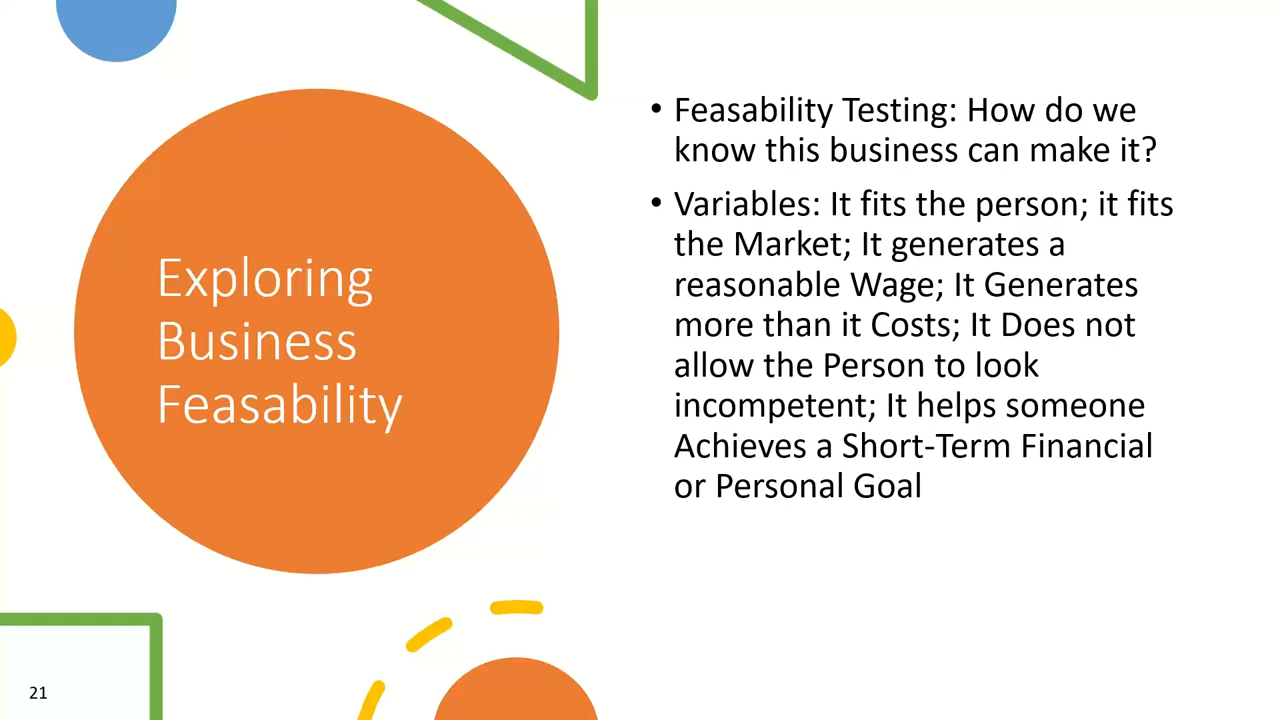 Exploring
Business
Feasability
• Feasability Testing: How do we
know this business can make it?
• Variables: It fits the person; it fits
the Market; It generates a
reasonable Wage; It Generates
more than it Costs; It Does not
allow the Person to look
incompetent; It helps someone
Achieves a Short-Term Financial
or Personal Goal
21